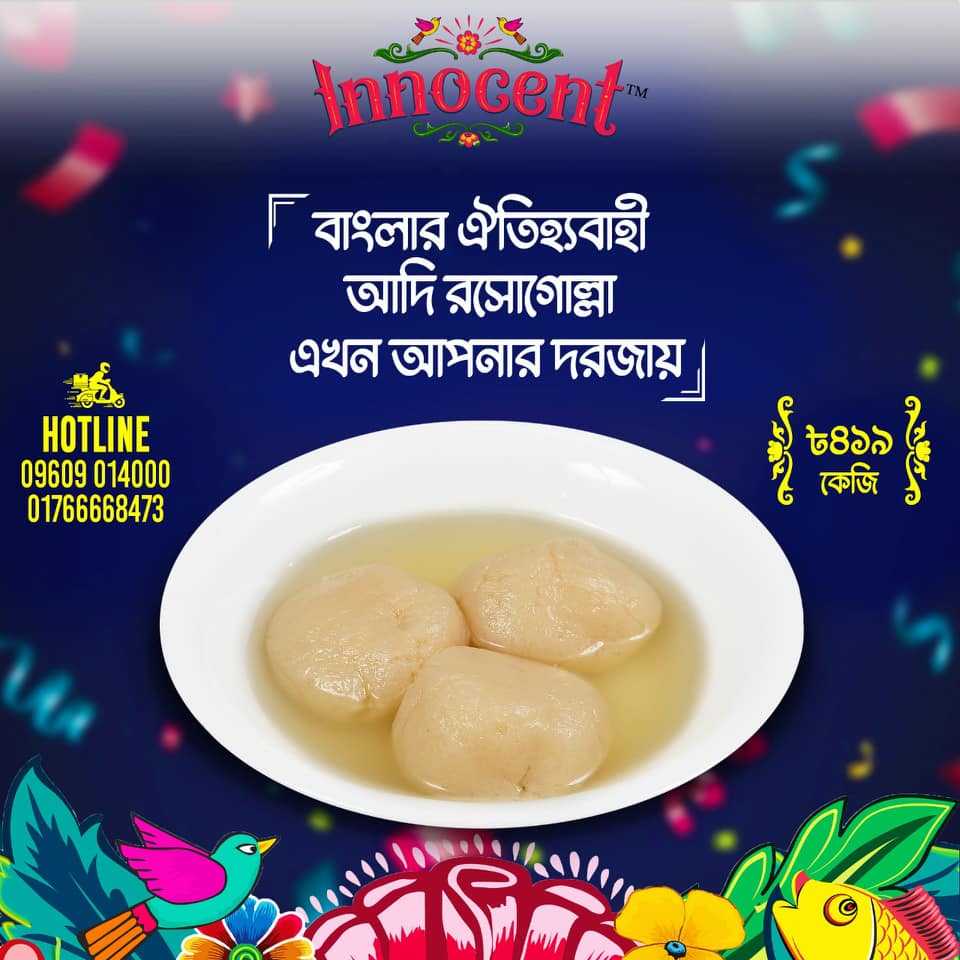 Innocent™
「বাংলার ঐতিহ্যবাহী
আদি রসোগোল্লা
এখন আপনার দরজায়」
HOTLINE
09609 014000
01766668473
৳৪১৯
কেজি